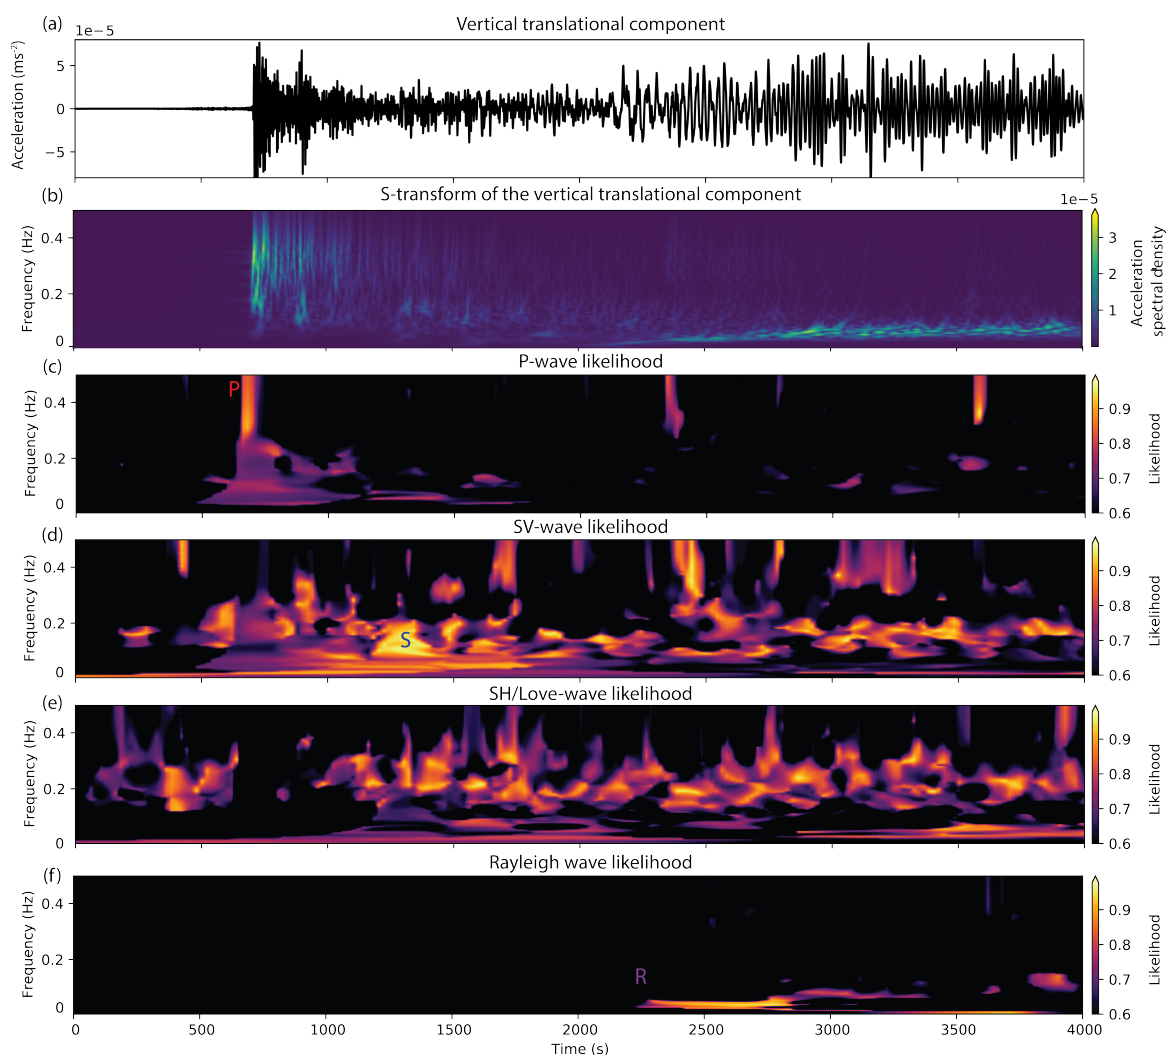 (a) Vertical translational component
1e−5
Acceleration (ms⁻²)
5
0
−5
(b) S-transform of the vertical translational component
1e−5
Frequency (Hz)
0.4
0.2
0
3
2
1
Acceleration
spectral density
(c) P-wave likelihood
P
Frequency (Hz)
0.4
0.2
0
0.9
0.8
0.7
0.6
Likelihood
(d) SV-wave likelihood
S
Frequency (Hz)
0.4
0.2
0
0.9
0.8
0.7
0.6
Likelihood
(e) SH/Love-wave likelihood
Frequency (Hz)
0.4
0.2
0
0.9
0.8
0.7
0.6
Likelihood
(f) Rayleigh wave likelihood
R
Frequency (Hz)
0.4
0.2
0
0.9
0.8
0.7
0.6
Likelihood
0 500 1000 1500 2000 2500 3000 3500 4000
Time (s)